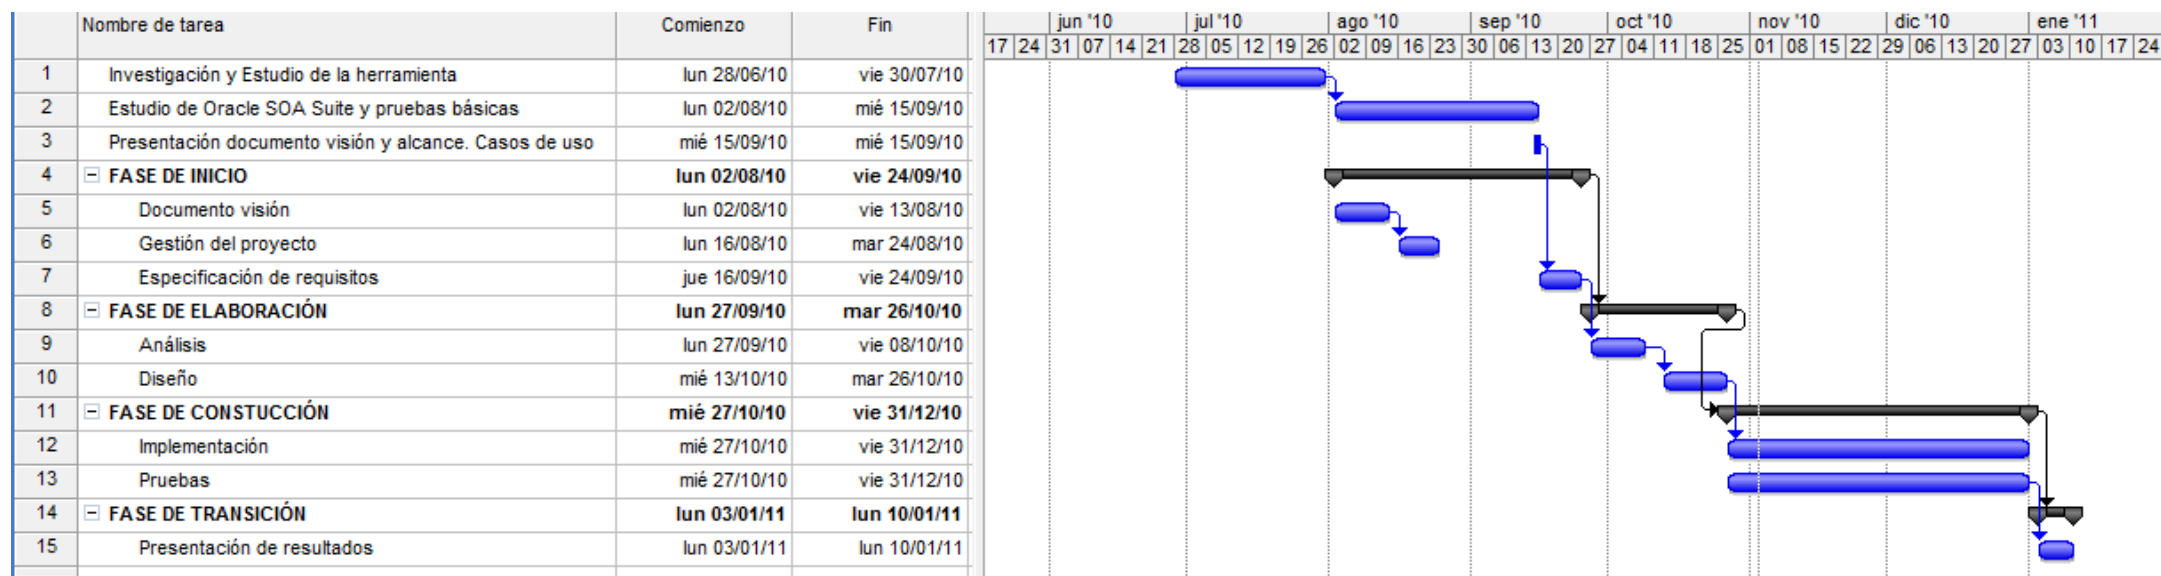 Nombre de tarea Comienzo Fin jun '10 jul '10 ago '10 sep '10 oct '10 nov '10 dic '10 ene '11
17 24 31 07 14 21 28 05 12 19 26 02 09 16 23 30 06 13 20 27 04 11 18 25 01 08 15 22 29 06 13 20 27 03 10 17 24
1 Investigación y Estudio de la herramienta lun 28/06/10 vie 30/07/10
2 Estudio de Oracle SOA Suite y pruebas básicas lun 02/08/10 mié 15/09/10
3 Presentación documento visión y alcance. Casos de uso mié 15/09/10 mié 15/09/10
4 FASE DE INICIO lun 02/08/10 vie 24/09/10
5 Documento visión lun 02/08/10 vie 13/08/10
6 Gestión del proyecto lun 16/08/10 mar 24/08/10
7 Especificación de requisitos jue 16/09/10 vie 24/09/10
8 FASE DE ELABORACIÓN lun 27/09/10 mar 26/10/10
9 Análisis lun 27/09/10 vie 08/10/10
10 Diseño mié 13/10/10 mar 26/10/10
11 FASE DE CONSTUCCIÓN mié 27/10/10 vie 31/12/10
12 Implementación mié 27/10/10 vie 31/12/10
13 Pruebas mié 27/10/10 vie 31/12/10
14 FASE DE TRANSICIÓN lun 03/01/11 lun 10/01/11
15 Presentación de resultados lun 03/01/11 lun 10/01/11